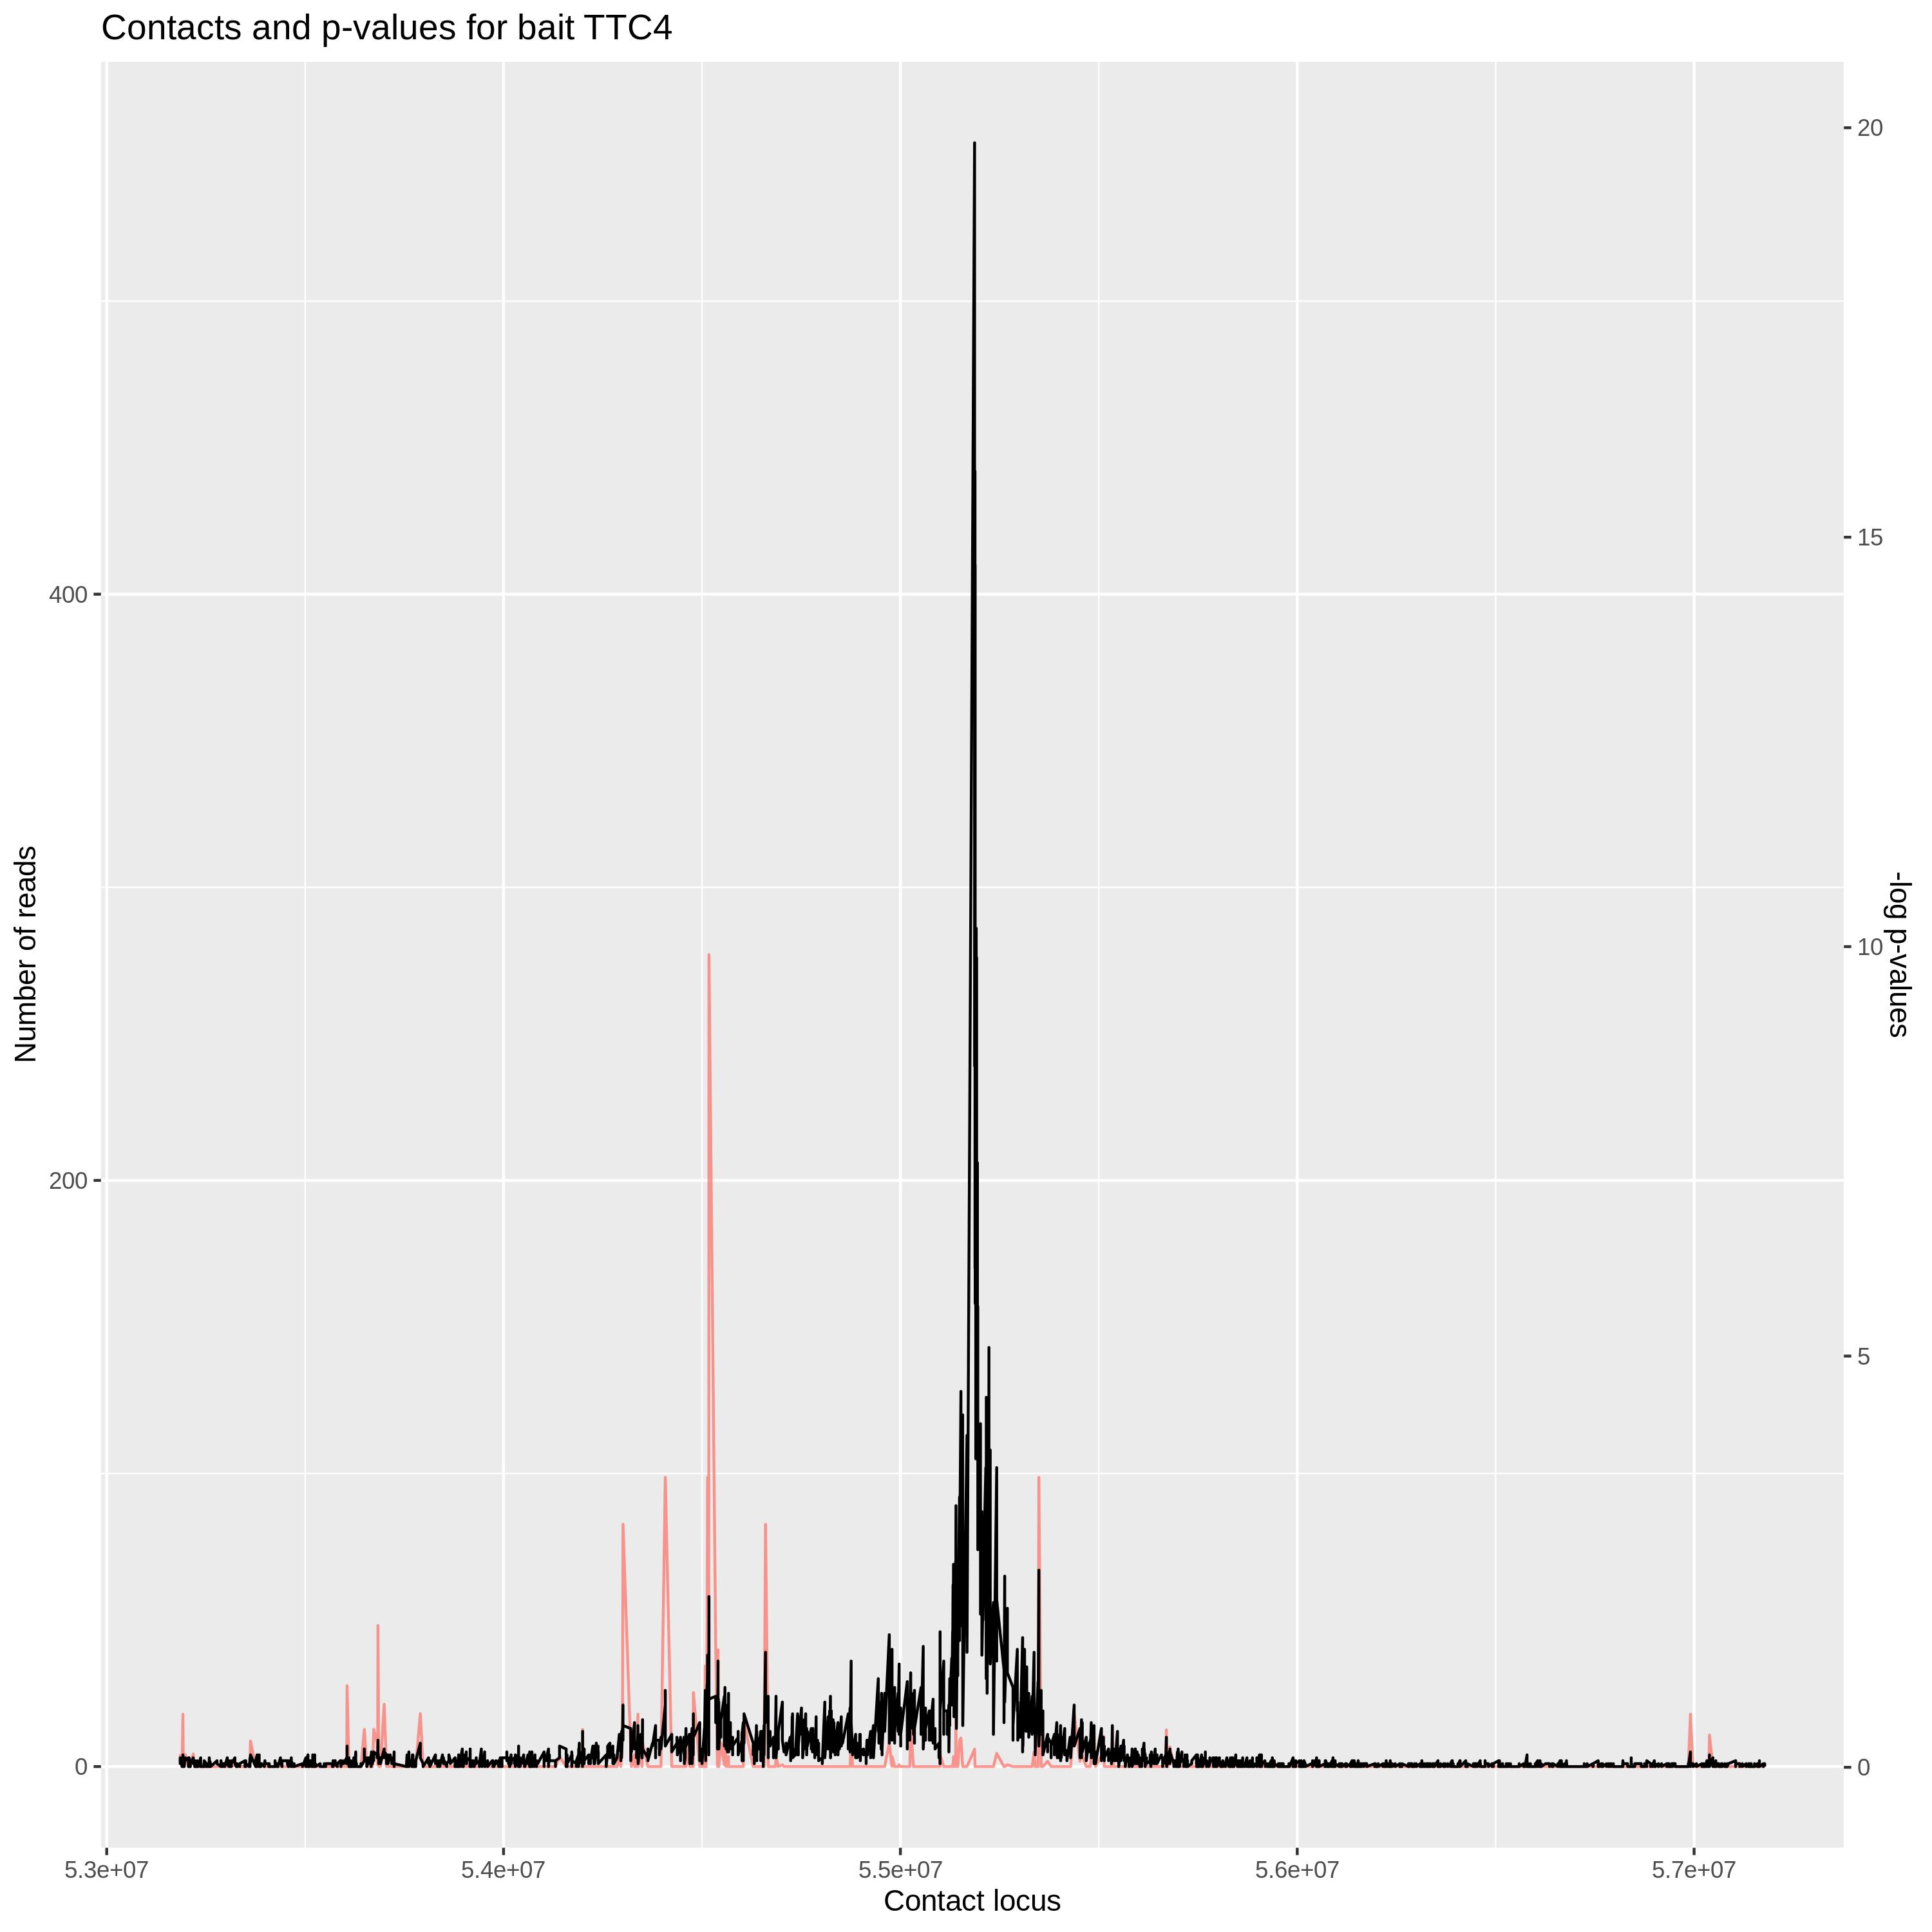 Contacts and p-values for bait TTC4
Number of reads
400
200
0
20
15
10
5
0
-log p-values
5.3e+07
5.4e+07
5.5e+07
5.6e+07
5.7e+07
Contact locus